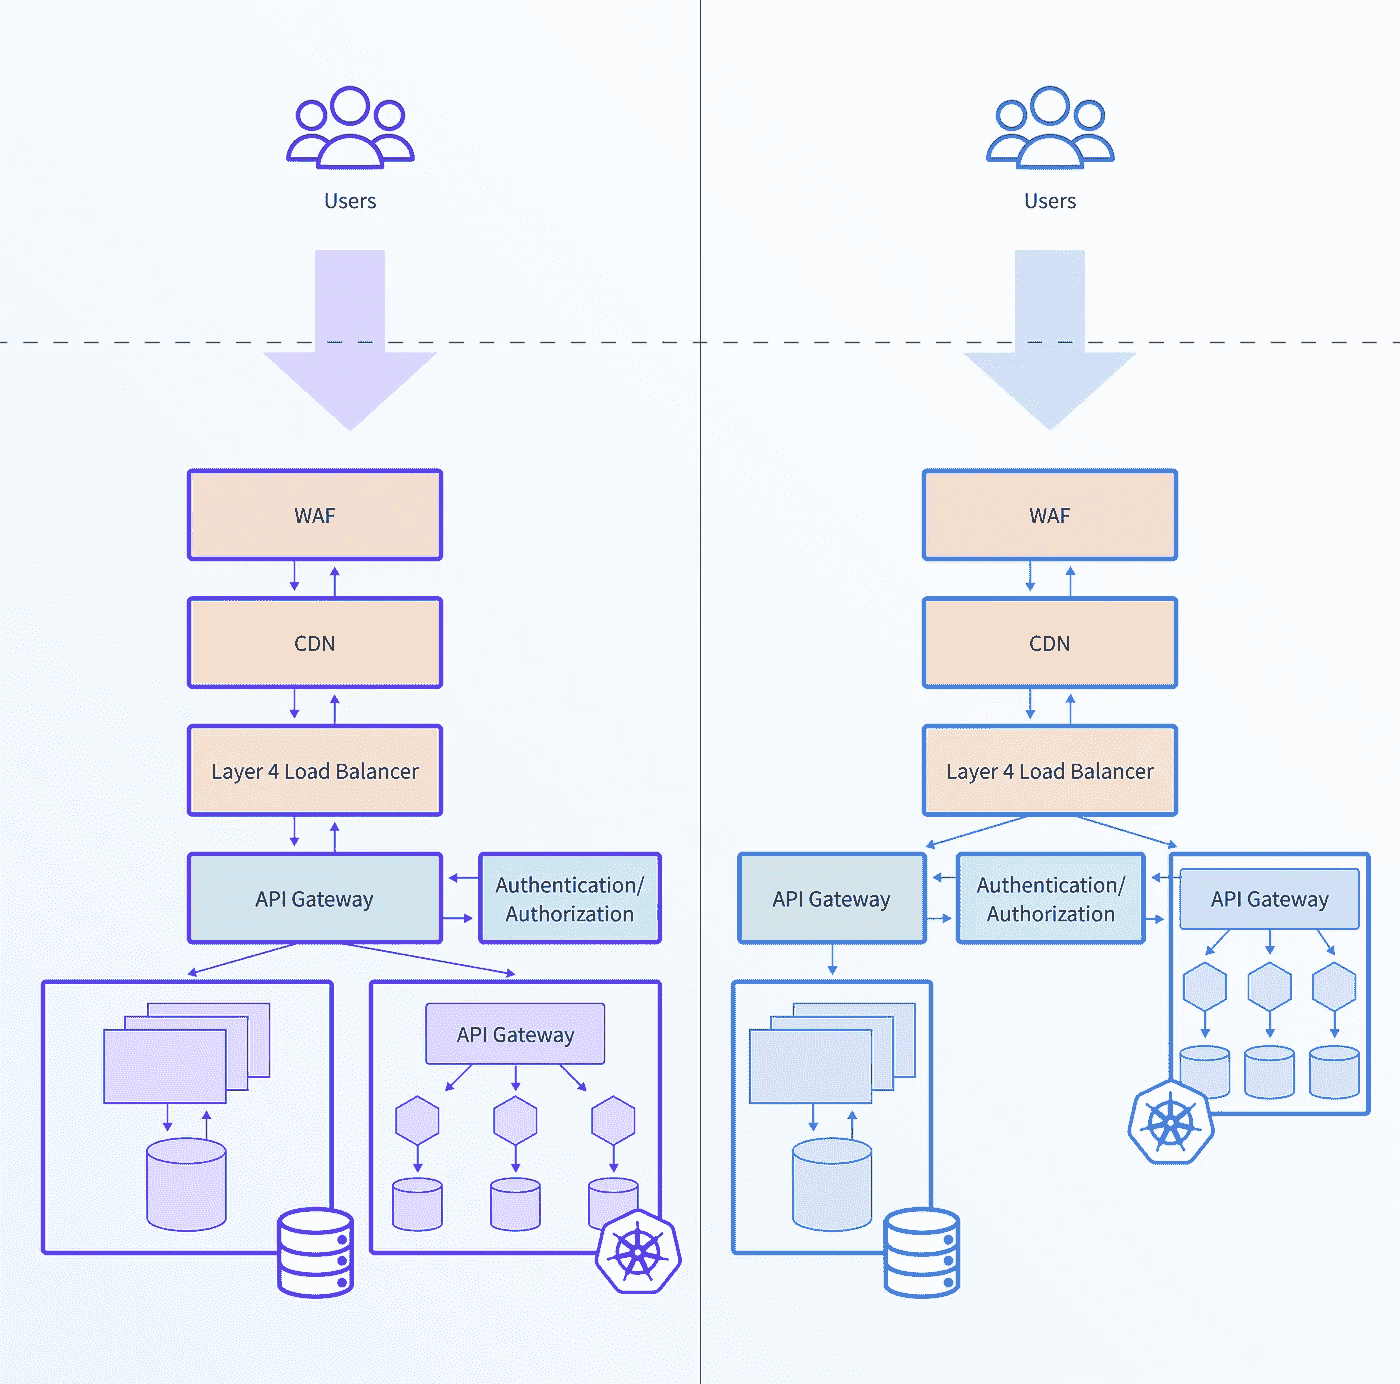 Users
WAF
CDN
Layer 4 Load Balancer
API Gateway
Authentication/
Authorization
API Gateway
Users
WAF
CDN
Layer 4 Load Balancer
API Gateway
Authentication/
Authorization
API Gateway